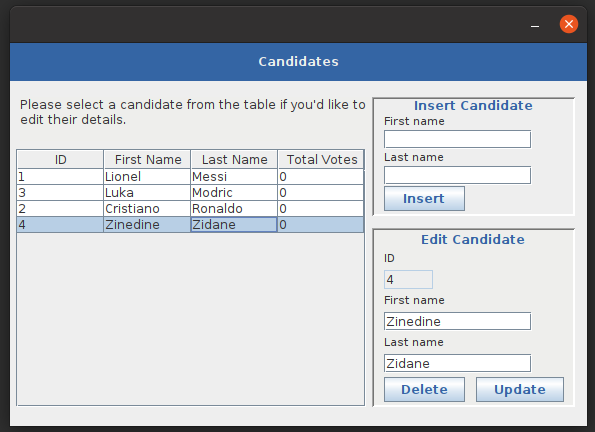 Candidates
Please select a candidate from the table if you'd like to
edit their details.
ID First Name Last Name Total Votes
1 Lionel Messi 0
3 Luka Modric 0
2 Cristiano Ronaldo 0
4 Zinedine Zidane 0
Insert Candidate
First name
Last name
Insert
Edit Candidate
ID
4
First name
Zinedine
Last name
Zidane
Delete Update